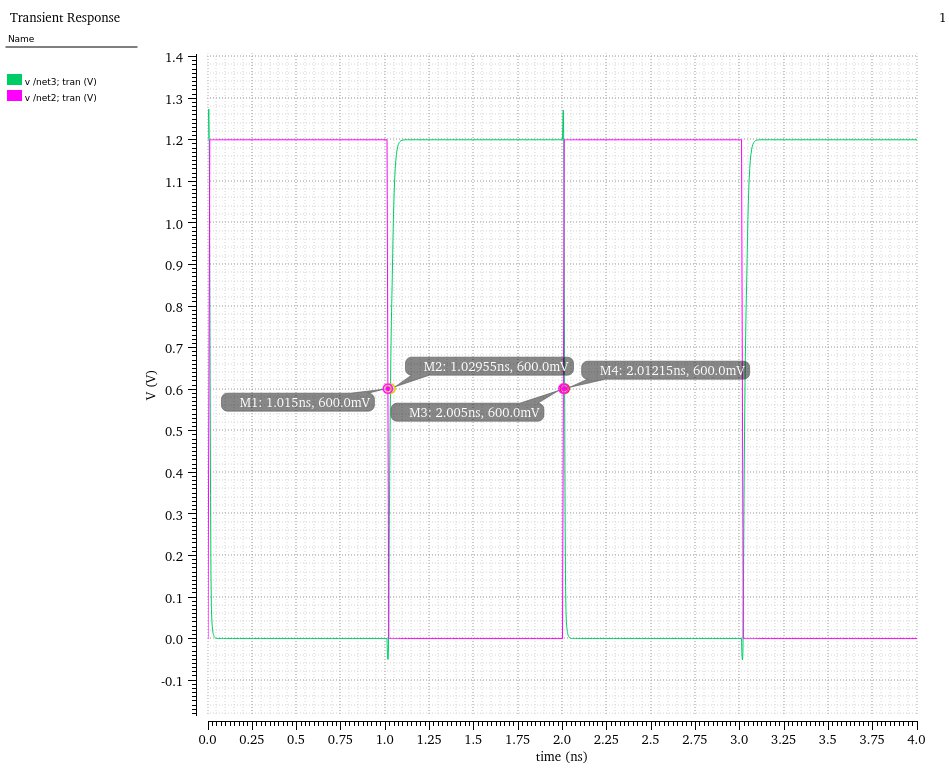 Transient Response
1
Name
v /net3; tran (V)
v /net2; tran (V)
1.4
1.3
1.2
1.1
1.0
0.9
0.8
0.7
0.6
0.5
0.4
0.3
0.2
0.1
0.0
-0.1
V (V)
M2: 1.02955ns, 600.0mV
M4: 2.01215ns, 600.0mV
M1: 1.015ns, 600.0mV
M3: 2.005ns, 600.0mV
0.0 0.25 0.5 0.75 1.0 1.25 1.5 1.75 2.0 2.25 2.5 2.75 3.0 3.25 3.5 3.75 4.0
time (ns)